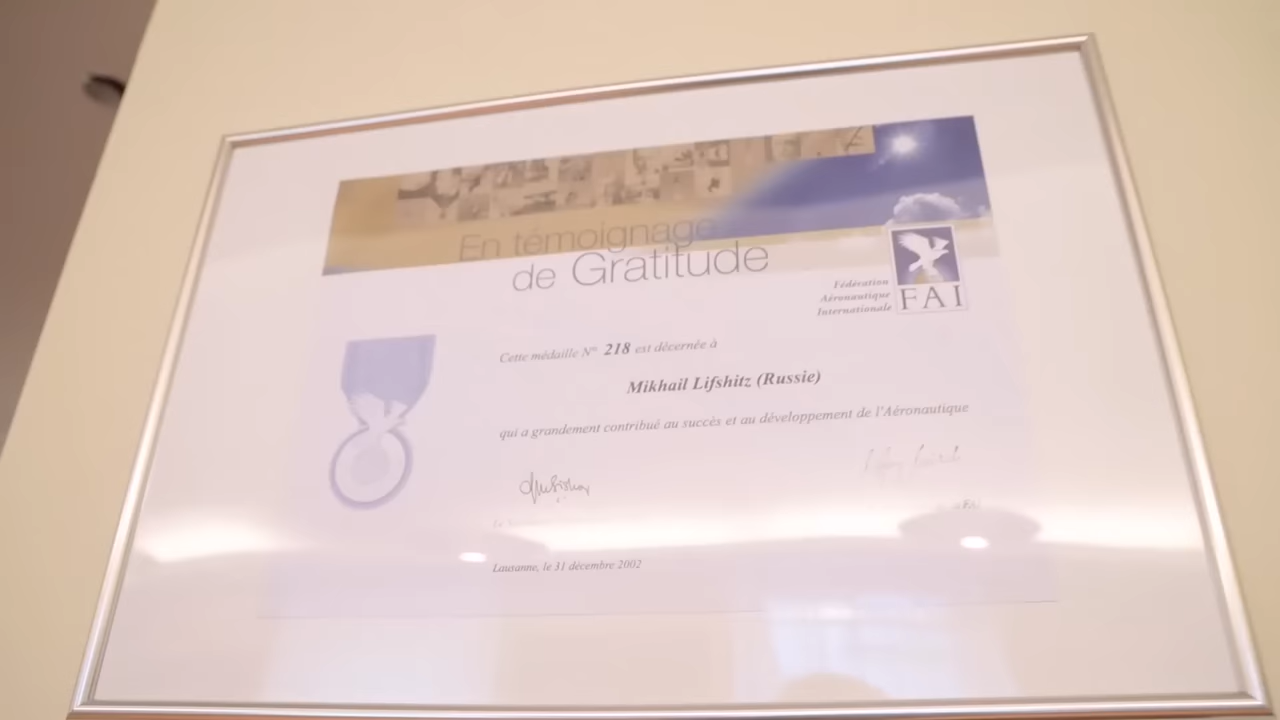 En témoignage
de Gratitude
Fédération
Aéronautique
Internationale
FAI
Cette médaille N° 218 est décernée à
Mikhail Lifshitz (Russie)
qui a grandement contribué au succès et au développement de l'Aéronautique
FAI
Lausanne, le 31 décembre 2002